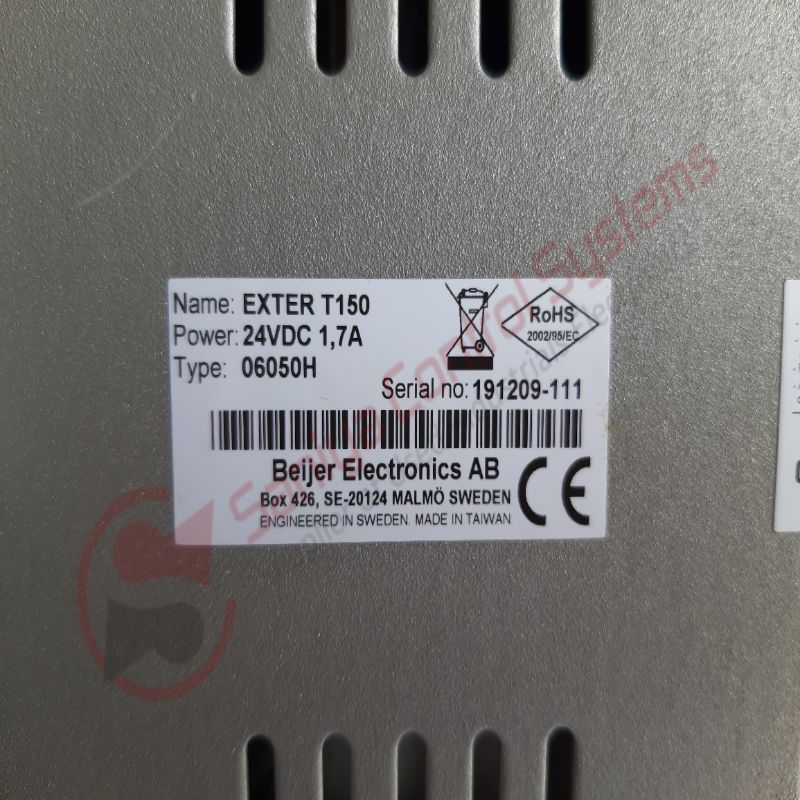 Name: EXTER T150
Power: 24VDC 1,7A
Type: 06050H
RoHS
2002/95/EC
Serial no: 191209-111
Beijer Electronics AB
Box 426, SE-20124 MALMÖ SWEDEN
ENGINEERED IN SWEDEN. MADE IN TAIWAN
CE
Soniya Control Systems